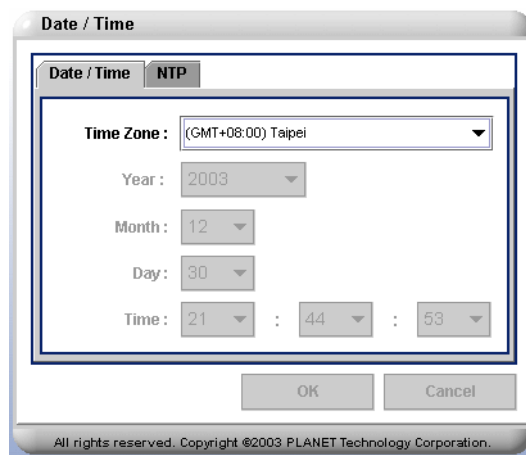 Date / Time
Date / Time NTP
Time Zone : (GMT+08:00) Taipei
Year : 2003
Month : 12
Day : 30
Time : 21 : 44 : 53
OK Cancel
All rights reserved. Copyright ©2003 PLANET Technology Corporation.